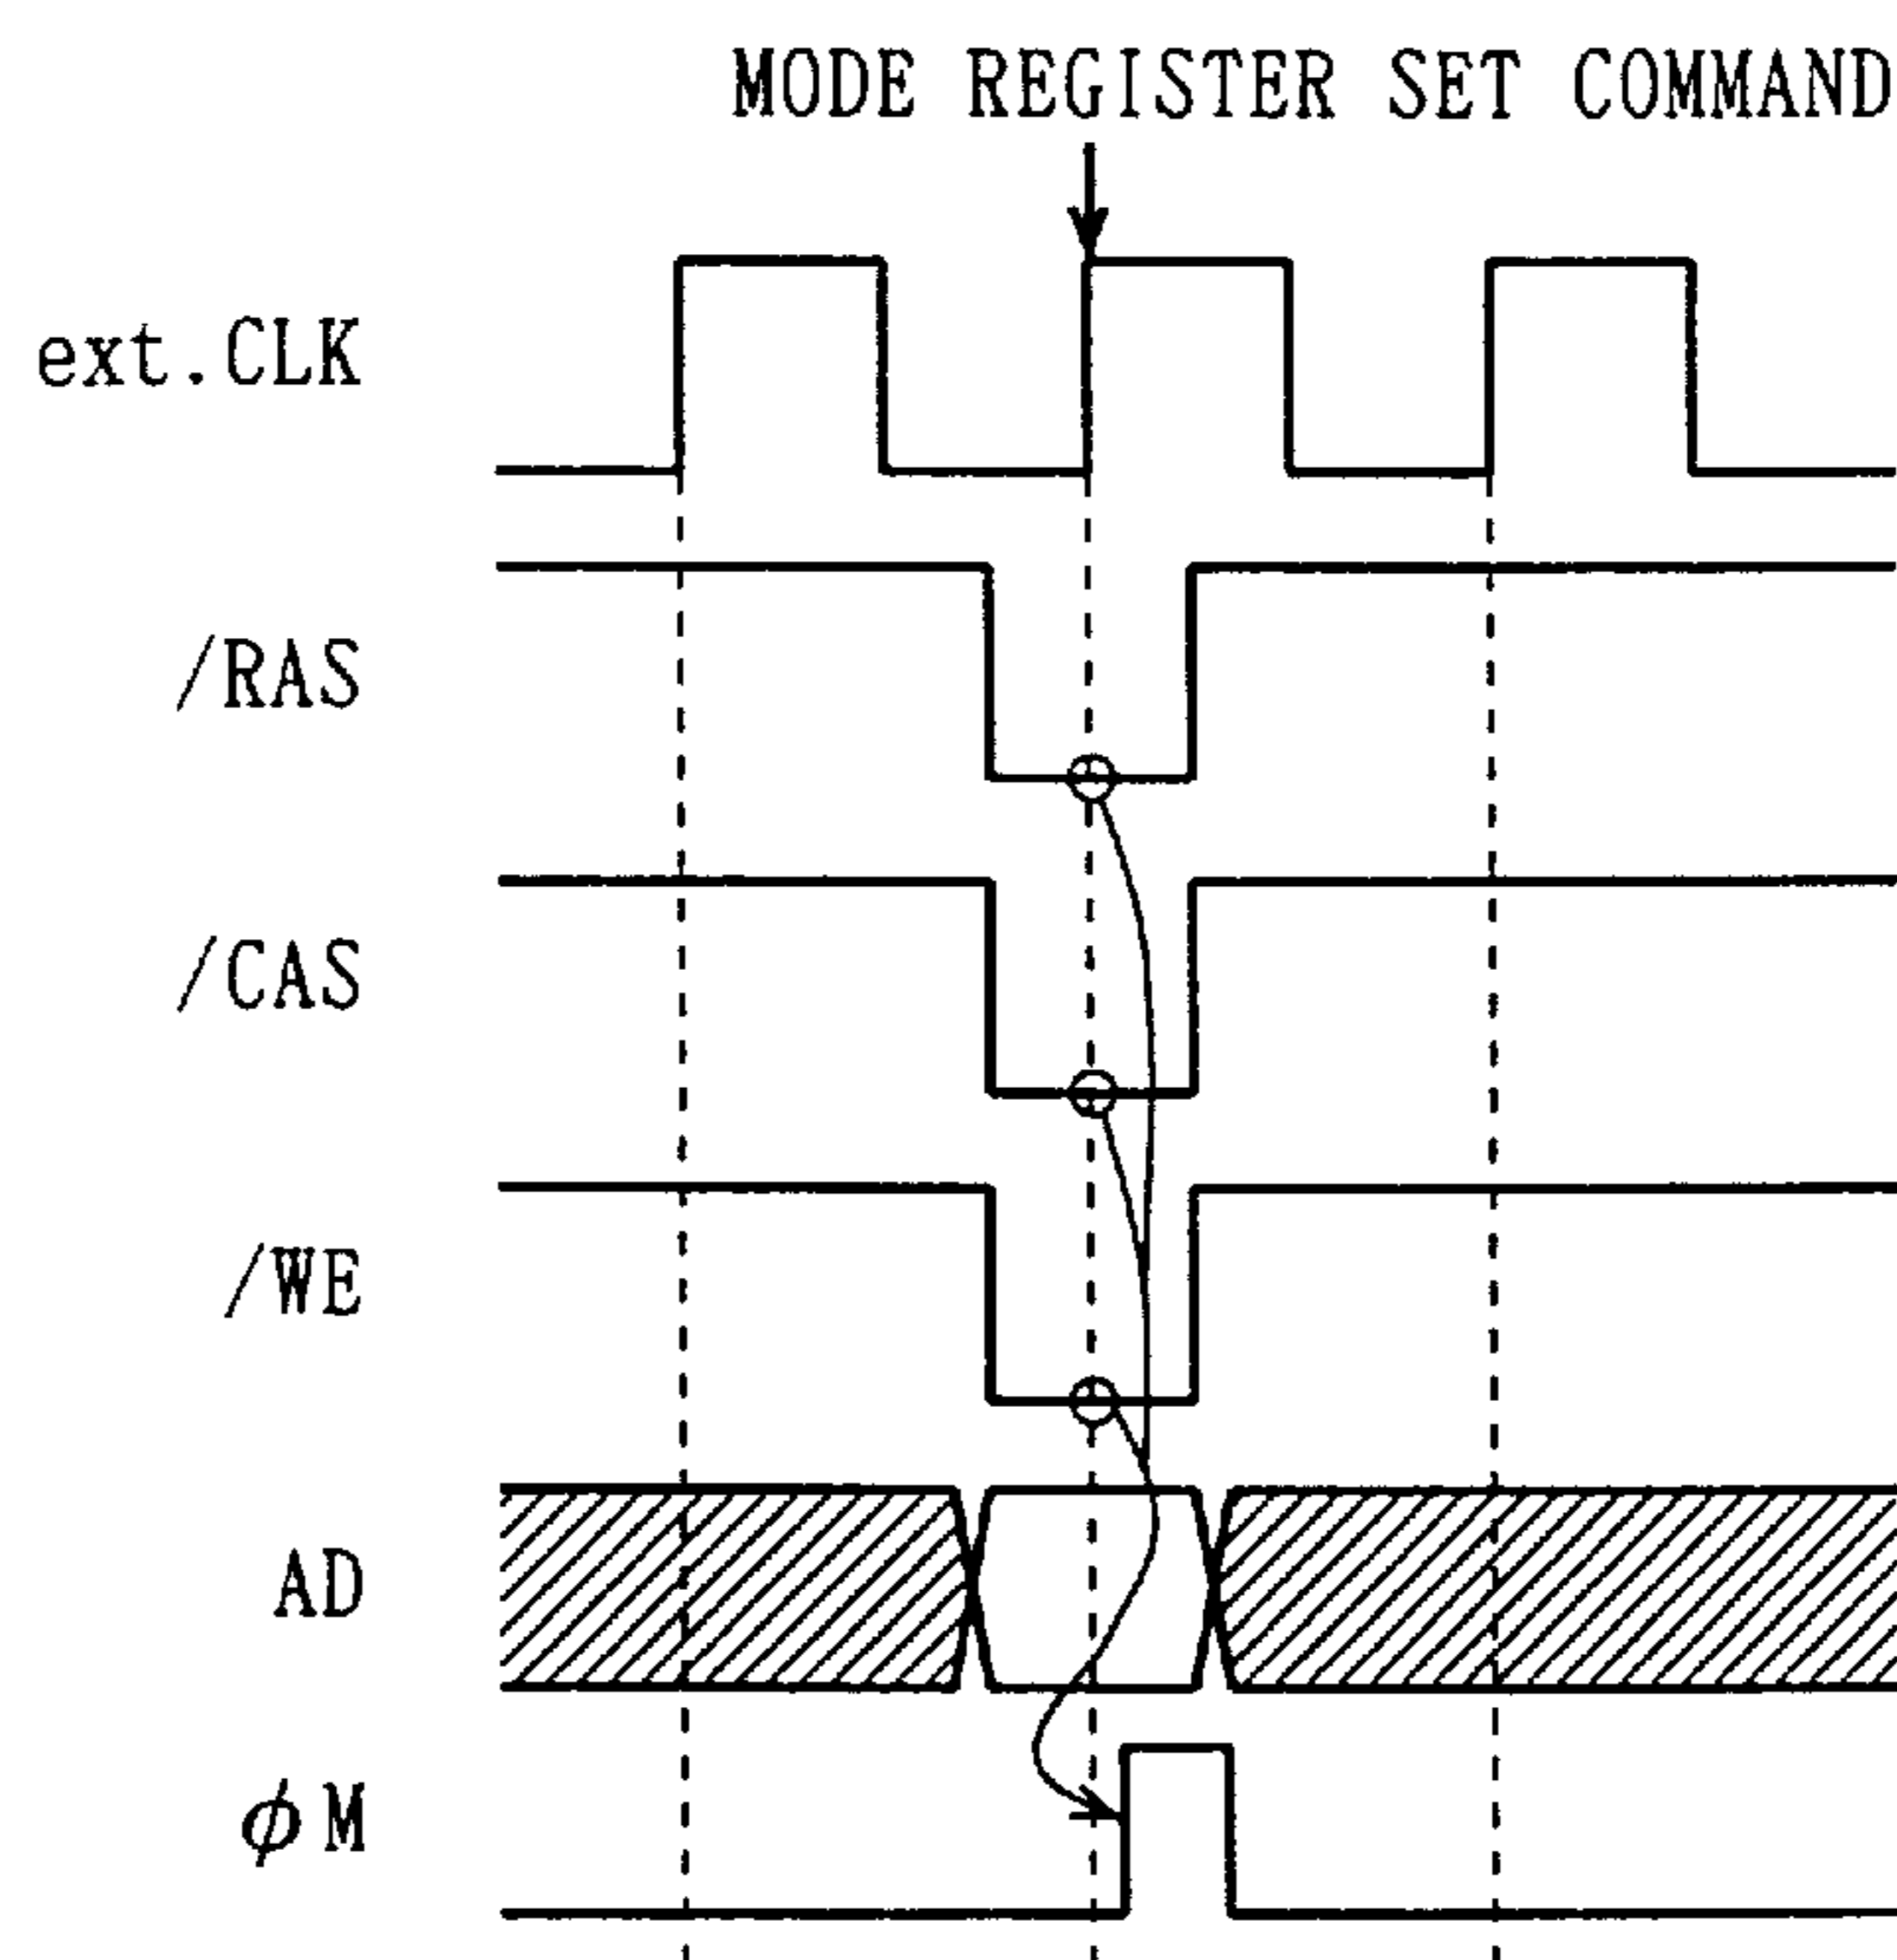 MODE REGISTER SET COMMAND
ext.CLK
/RAS
/CAS
/WE
AD
φM